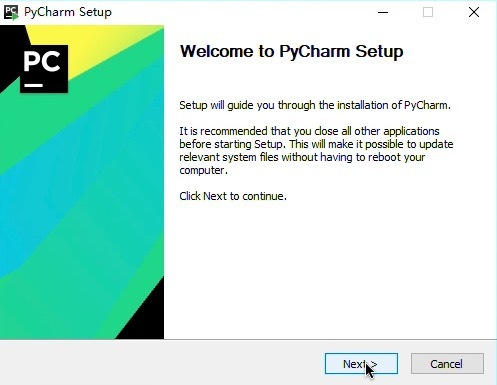 PyCharm Setup
PC
Welcome to PyCharm Setup
Setup will guide you through the installation of PyCharm.
It is recommended that you close all other applications
before starting Setup. This will make it possible to update
relevant system files without having to reboot your
computer.
Click Next to continue.
Next >
Cancel